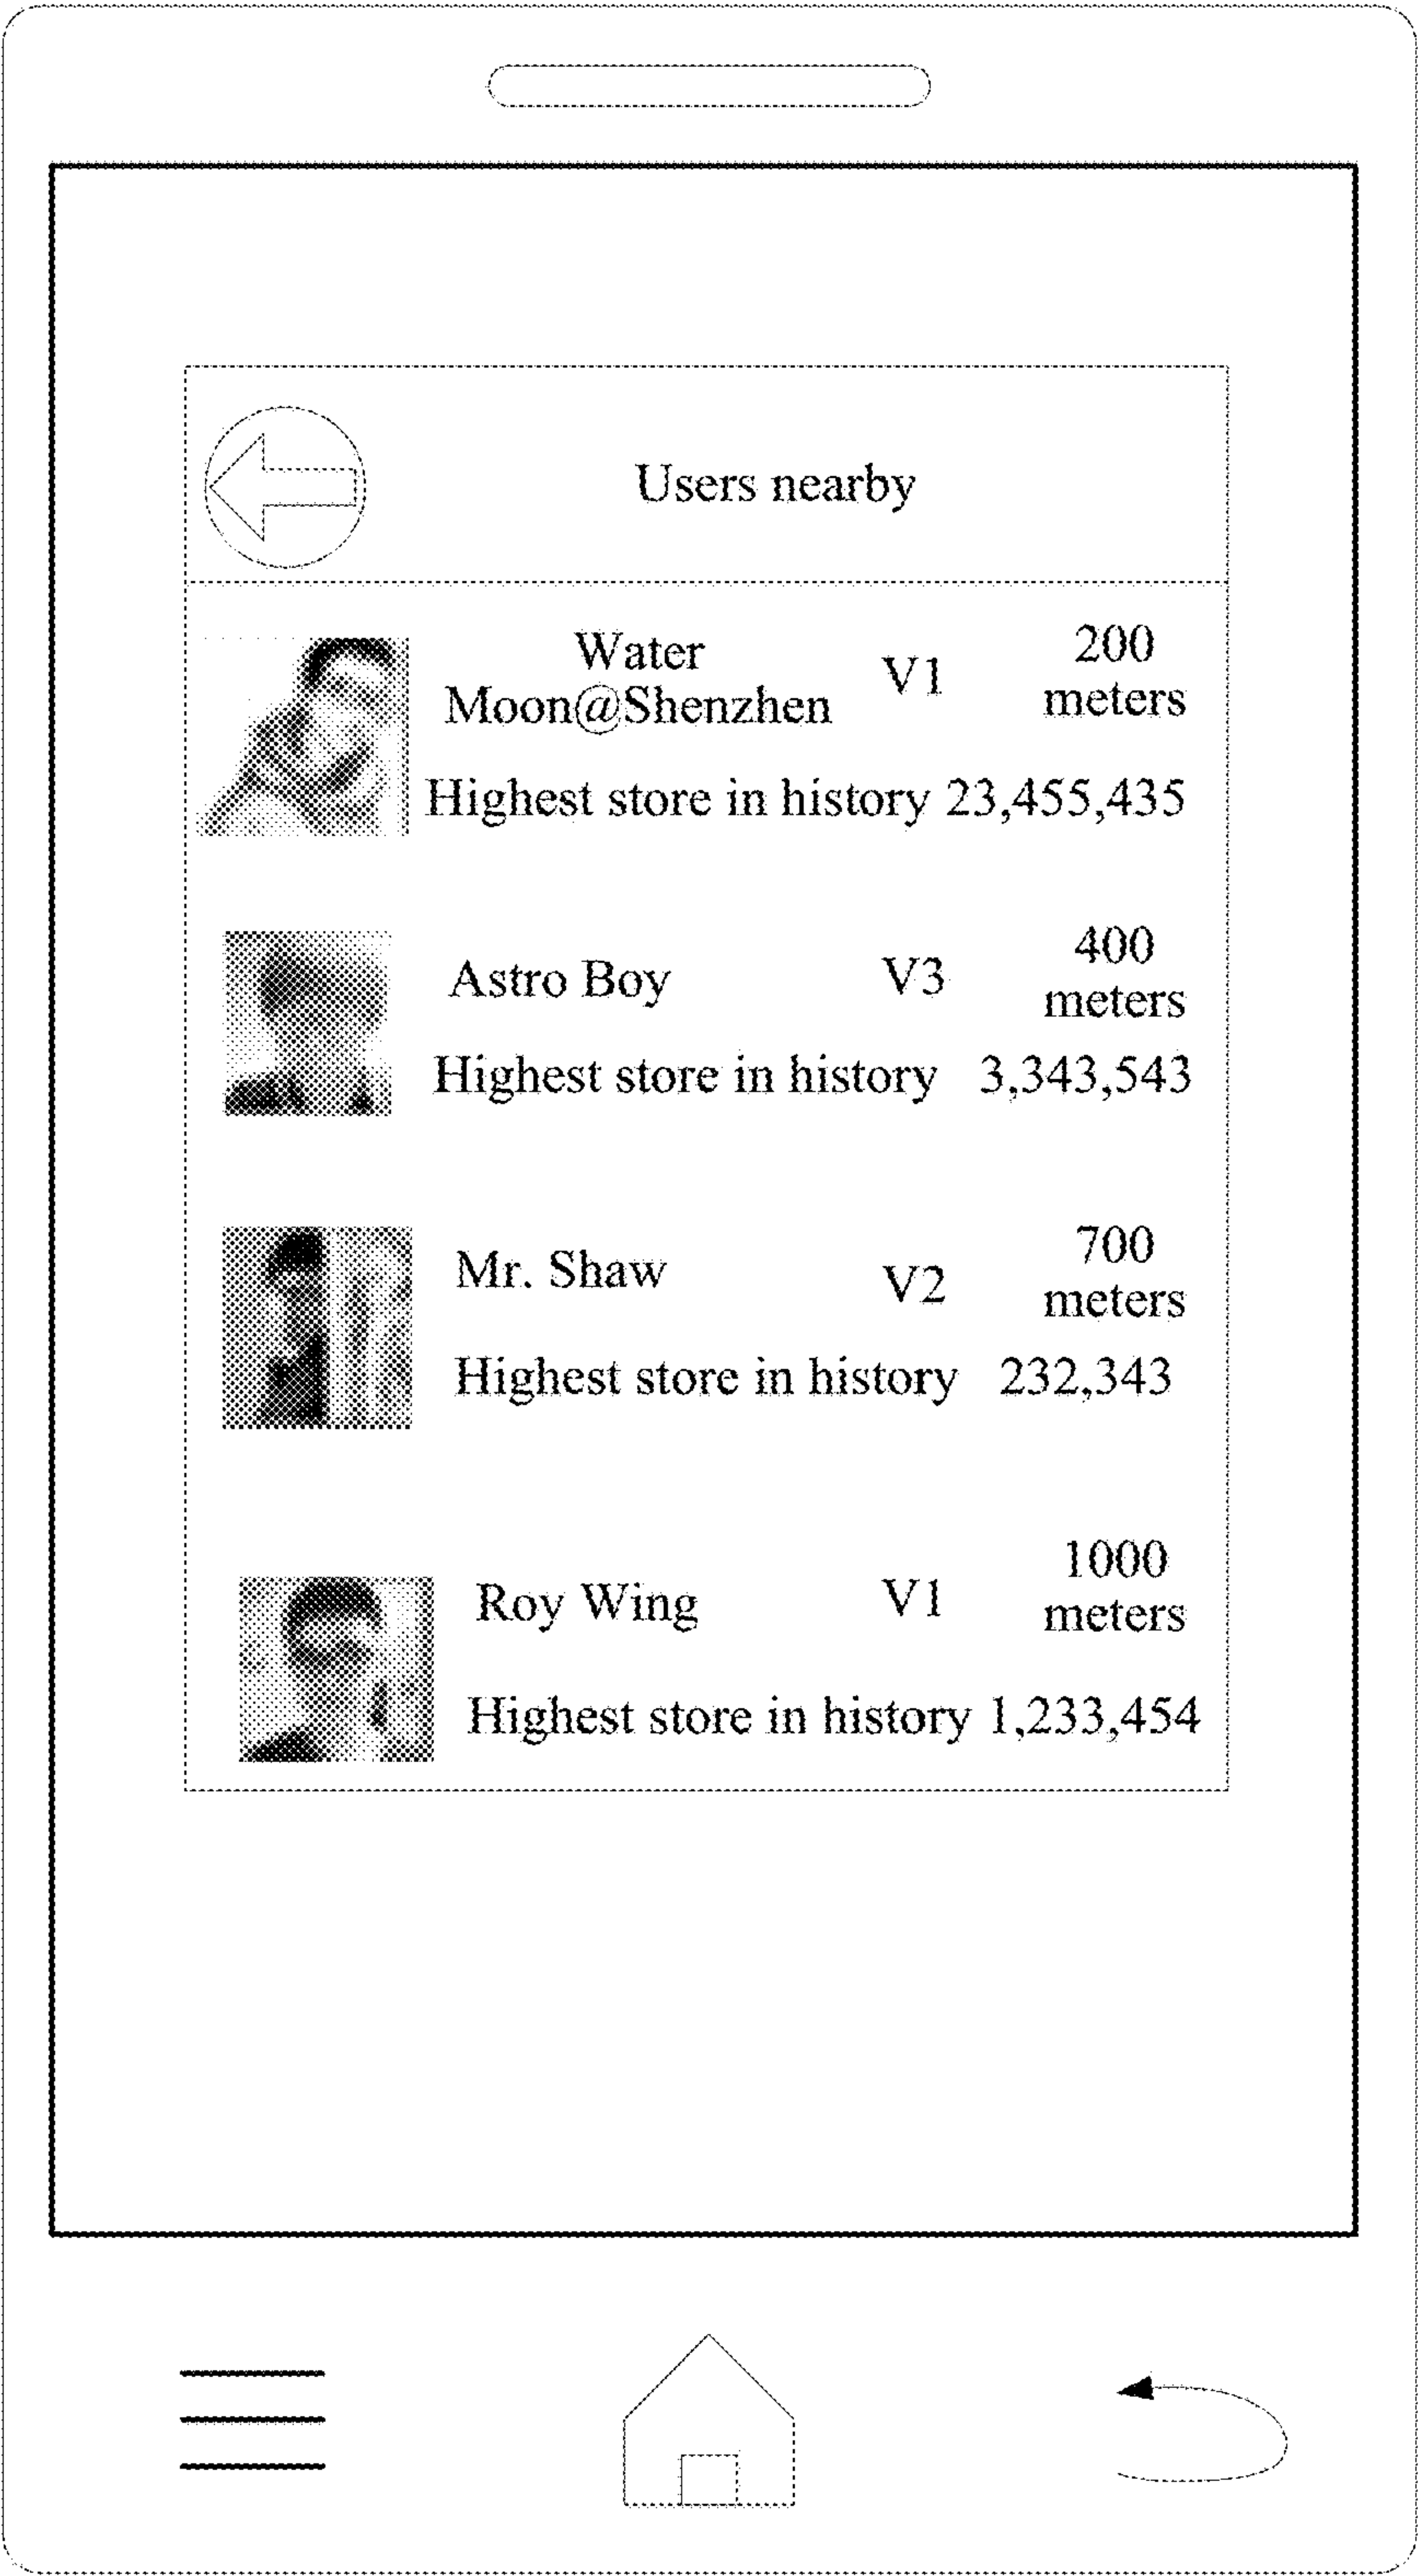 Users nearby
Water V1 200
Moon@Shenzhen meters
Highest store in history 23,455,435
Astro Boy V3 400
meters
Highest store in history 3,343,543
Mr. Shaw V2 700
meters
Highest store in history 232,343
Roy Wing V1 1000
meters
Highest store in history 1,233,454